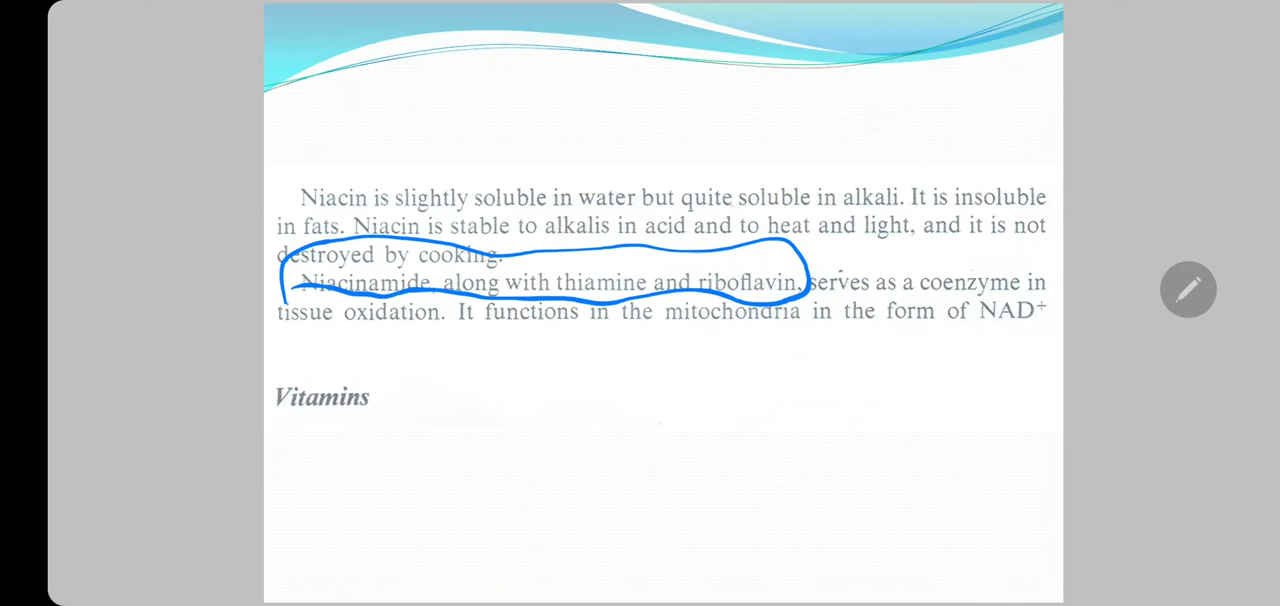 Niacin is slightly soluble in water but quite soluble in alkali. It is insoluble
in fats. Niacin is stable to alkalis in acid and to heat and light, and it is not
destroyed by cooking.
Niacinamide, along with thiamine and riboflavin, serves as a coenzyme in
tissue oxidation. It functions in the mitochondria in the form of NAD+
Vitamins